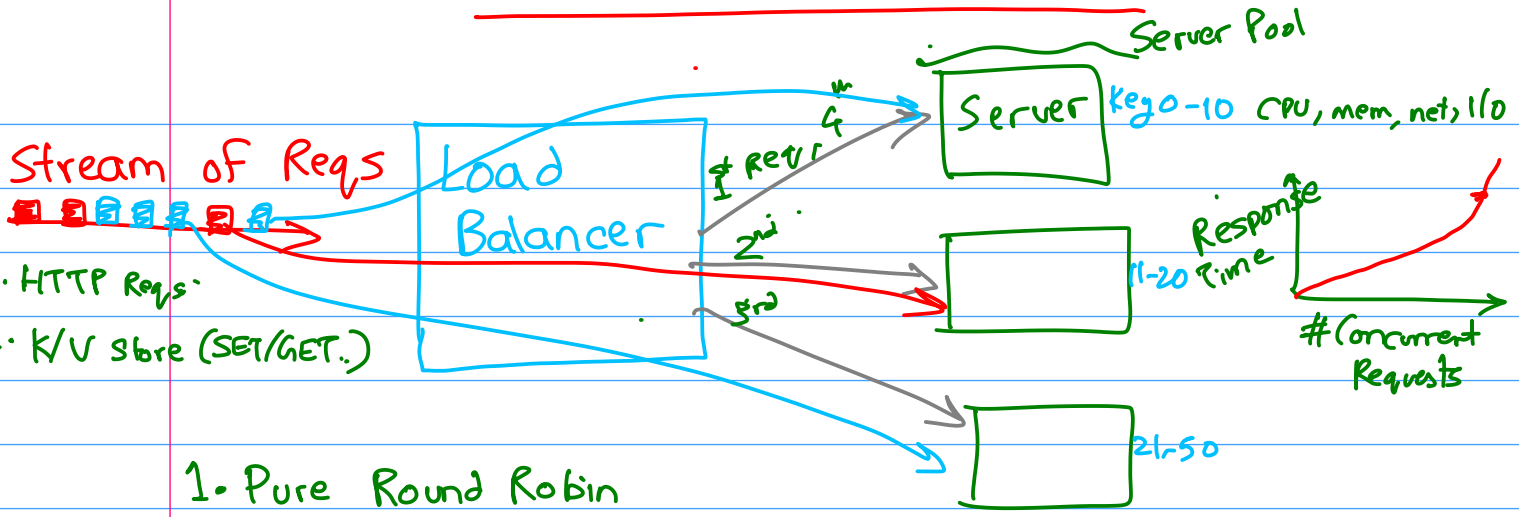 Server Pool
Server
Key 0-10
CPU, mem, net, I/O
Stream of Reqs
Load
Balancer
1st
4th
2nd
3rd
HTTP Reqs
K/V store (SET/GET..)
11-20
Response
Time
# Concurrent
Requests
21-50
1. Pure Round Robin